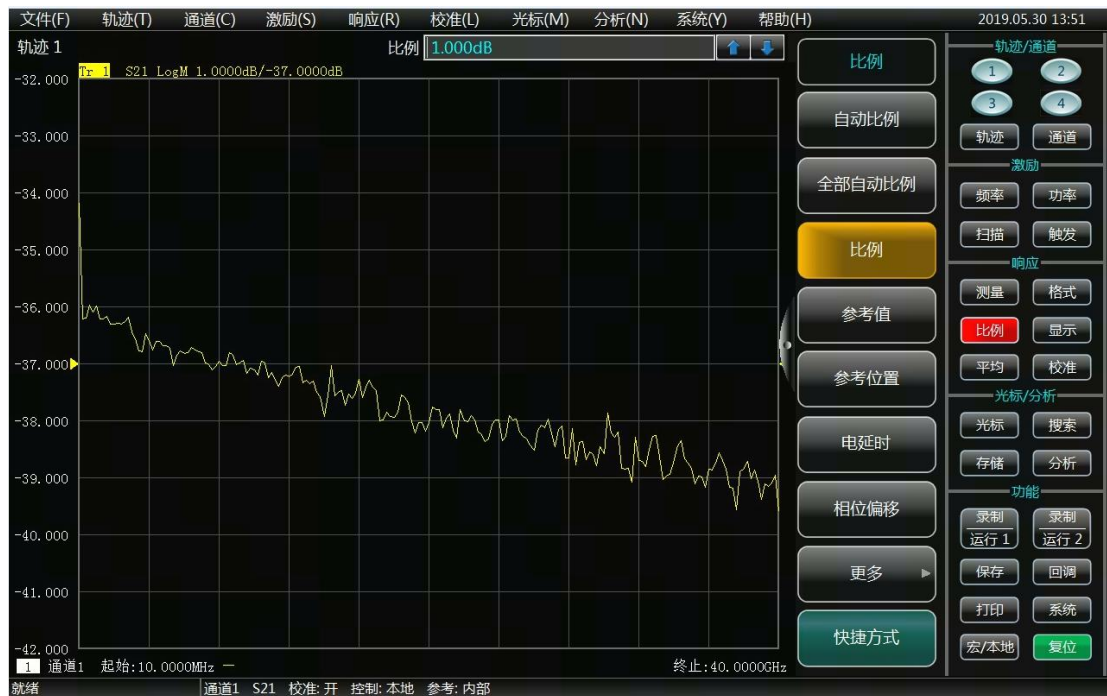 文件(F) 轨迹(T) 通道(C) 激励(S) 响应(R) 校准(L) 光标(M) 分析(N) 系统(Y) 帮助(H) 2019.05.30 13:51
轨迹 1 比例 1.000dB
Tr 1 S21 LogM 1.0000dB/-37.0000dB
-32.000
-33.000
-34.000
-35.000
-36.000
-37.000
-38.000
-39.000
-40.000
-41.000
-42.000
1 通道1 起始:10.0000MHz 终止:40.0000GHz
就绪 通道1 S21 校准:开 控制:本地 参考:内部
比例
自动比例
全部自动比例
比例
参考值
参考位置
电延时
相位偏移
更多
快捷方式
轨迹/通道
1 2
3 4
轨迹 通道
激励
频率 功率
扫描 触发
响应
测量 格式
比例 显示
平均 校准
光标/分析
光标 搜索
存储 分析
功能
录制 录制
运行 1 运行 2
保存 回调
打印 系统
宏/本地 复位